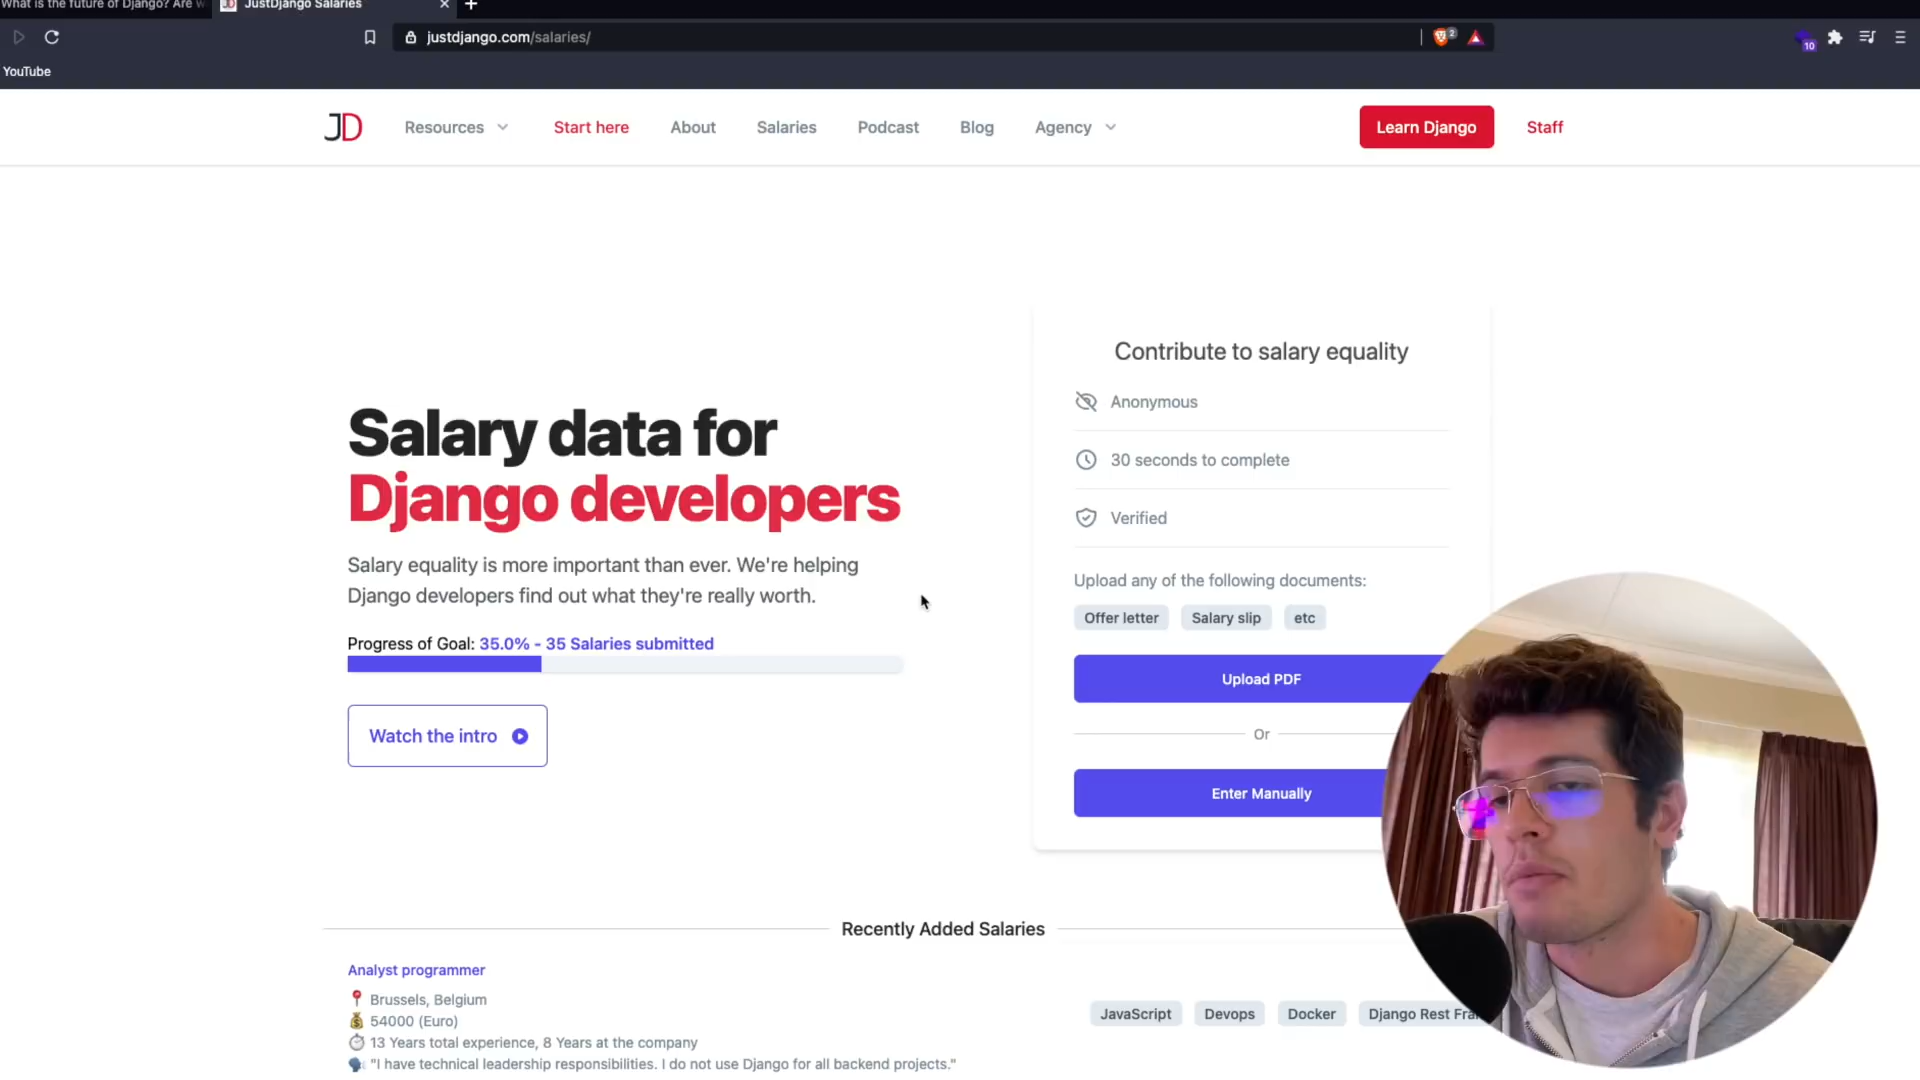 What is the future of Django? Are w
JustDjango Salaries
justdjango.com/salaries/
2
10
YouTube
JD
Resources
Start here
About
Salaries
Podcast
Blog
Agency
Learn Django
Staff
Salary data for
Django developers
Salary equality is more important than ever. We're helping
Django developers find out what they're really worth.
Progress of Goal: 35.0% - 35 Salaries submitted
Watch the intro
Contribute to salary equality
Anonymous
30 seconds to complete
Verified
Upload any of the following documents:
Offer letter
Salary slip
etc
Upload PDF
Or
Enter Manually
Recently Added Salaries
Analyst programmer
Brussels, Belgium
54000 (Euro)
13 Years total experience, 8 Years at the company
"I have technical leadership responsibilities. I do not use Django for all backend projects."
JavaScript
Devops
Docker
Django Rest Fra